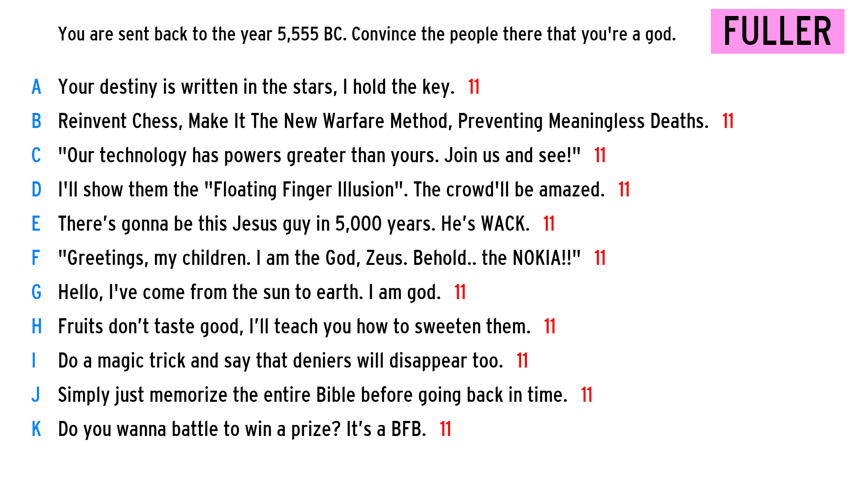 You are sent back to the year 5,555 BC. Convince the people there that you're a god.
FULLER
A Your destiny is written in the stars, I hold the key. 11
B Reinvent Chess, Make It The New Warfare Method, Preventing Meaningless Deaths. 11
C "Our technology has powers greater than yours. Join us and see!" 11
D I'll show them the "Floating Finger Illusion". The crowd'll be amazed. 11
E There’s gonna be this Jesus guy in 5,000 years. He’s WACK. 11
F "Greetings, my children. I am the God, Zeus. Behold.. the NOKIA!!" 11
G Hello, I've come from the sun to earth. I am god. 11
H Fruits don’t taste good, I’ll teach you how to sweeten them. 11
I Do a magic trick and say that deniers will disappear too. 11
J Simply just memorize the entire Bible before going back in time. 11
K Do you wanna battle to win a prize? It’s a BFB. 11